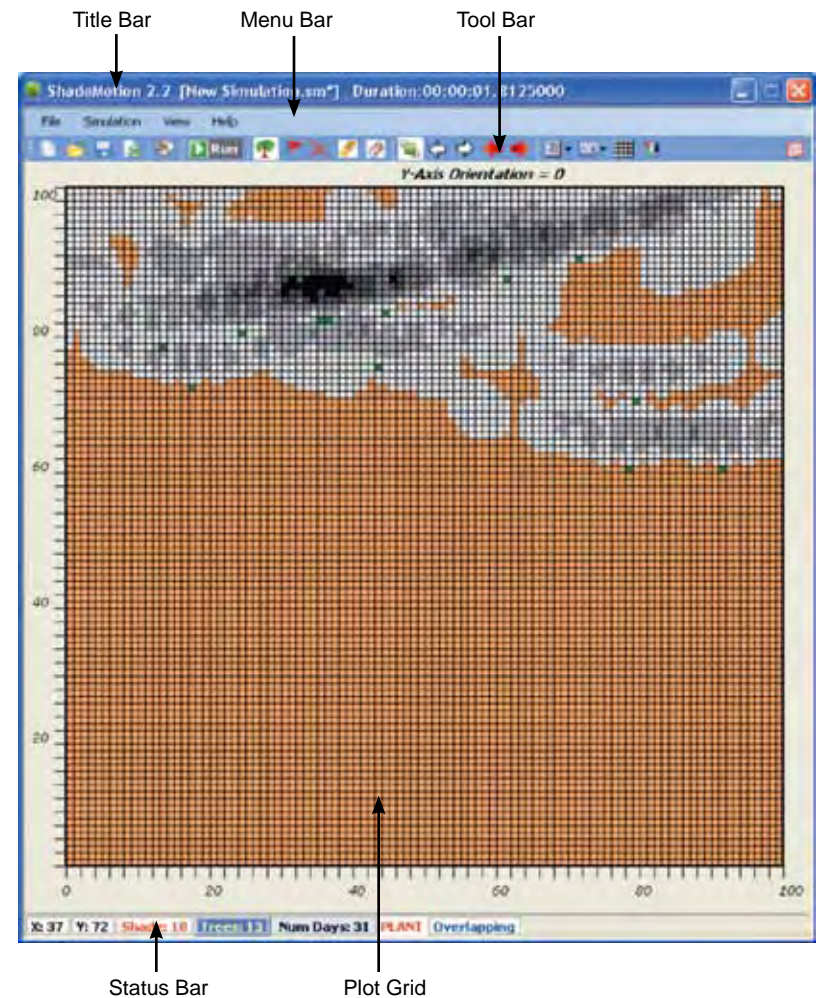 Title Bar Menu Bar Tool Bar
ShadeMotion 2.2 [New Simulation.sm*] Duration:00:00:01.8125000
File Simulation View Help
Run
Y-Axis Orientation = 0
100
80
60
40
20
0 20 40 60 80 100
X: 37 Y: 72 Shade: 10 Trees: 13 Num Days: 31 PLANT Overlapping
Status Bar Plot Grid